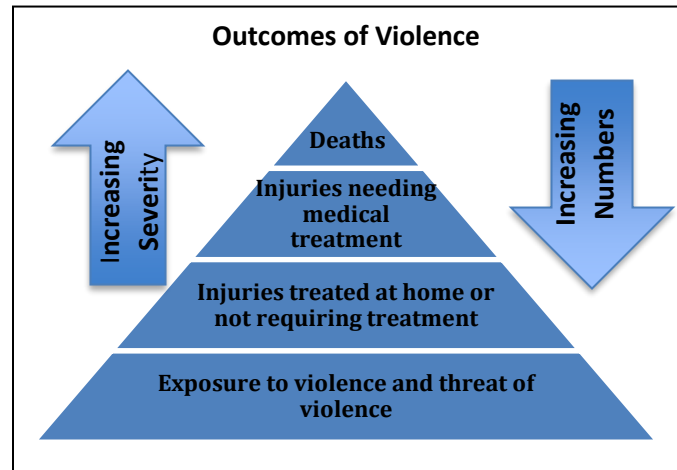 Outcomes of Violence
Increasing
Severity
Deaths
Injuries needing
medical
treatment
Injuries treated at home or
not requiring treatment
Exposure to violence and threat of
violence
Increasing
Numbers